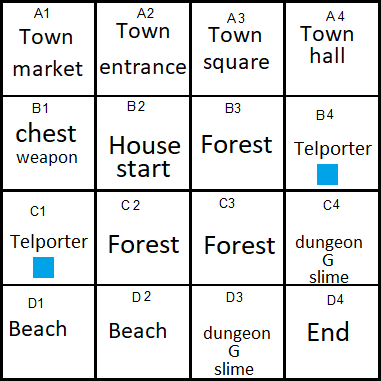 A1
Town
market
A2
Town
entrance
A3
Town
square
A4
Town
hall
B1
chest
weapon
B2
House
start
B3
Forest
B4
Telporter
C1
Telporter
C2
Forest
C3
Forest
C4
dungeon
G
slime
D1
Beach
D2
Beach
D3
dungeon
G
slime
D4
End